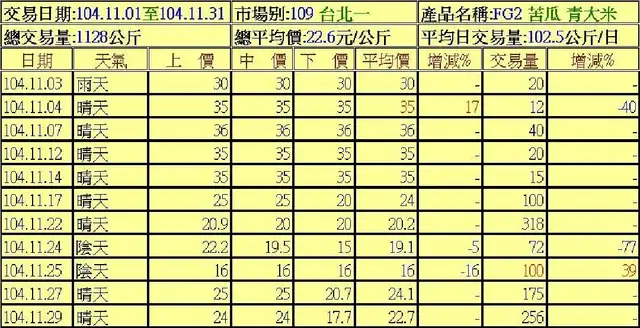 交易日期:104.11.01至104.11.31 市場別:109 台北一 產品名稱:FG2 苦瓜 青大米
總交易量:1128公斤 總平均價:22.6元/公斤 平均日交易量:102.5公斤/日
日期 天氣 上 價 中 價 下 價 平均價 增減% 交易量 增減%
104.11.03 雨天 30 30 30 30 - 20 -
104.11.04 晴天 35 35 35 35 17 12 -40
104.11.07 晴天 36 36 36 36 - 40 -
104.11.12 晴天 35 35 35 35 - 20 -
104.11.14 晴天 35 35 35 35 - 15 -
104.11.17 晴天 25 25 20 24 - 100 -
104.11.22 晴天 20.9 20 20 20.2 - 318 -
104.11.24 陰天 22.2 19.5 15 19.1 -5 72 -77
104.11.25 陰天 16 16 16 16 -16 100 39
104.11.27 晴天 25 25 20.7 24.1 - 175 -
104.11.29 晴天 24 24 17.7 22.7 - 256 -